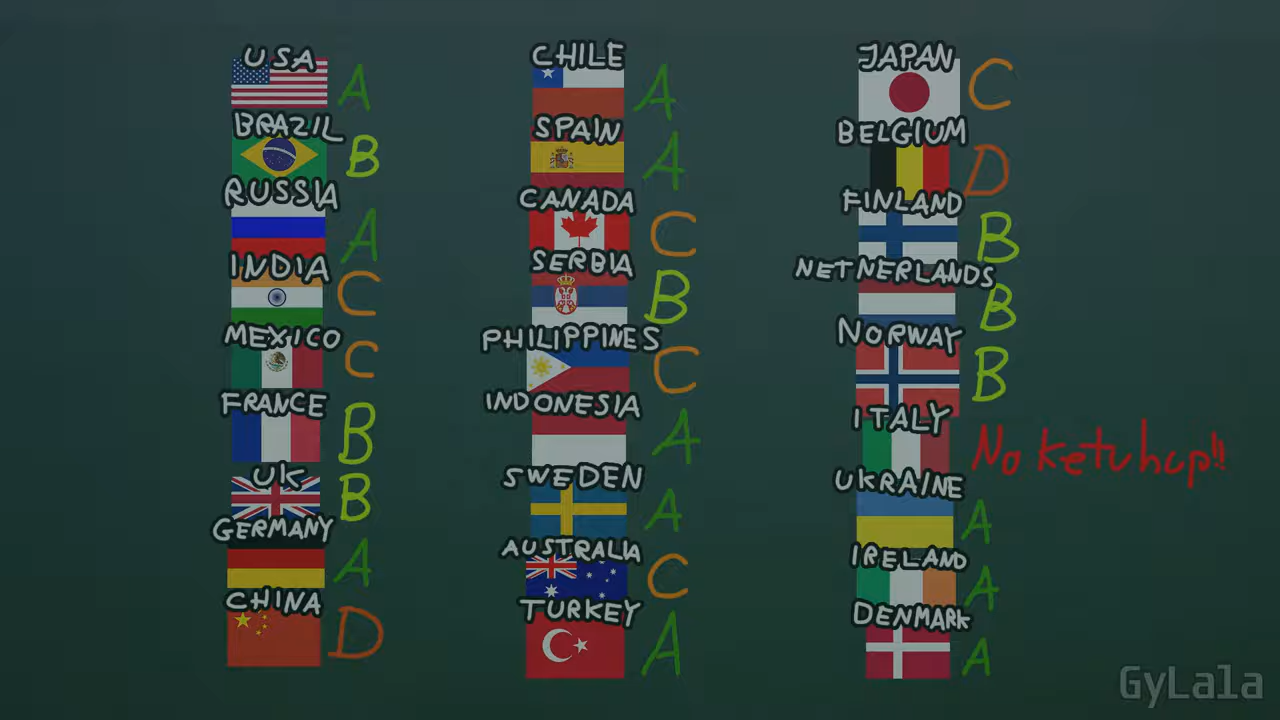 USA A
BRAZIL B
RUSSIA A
INDIA C
MEXICO C
FRANCE B
UK B
GERMANY A
CHINA D
CHILE A
SPAIN A
CANADA C
SERBIA B
PHILIPPINES C
INDONESIA A
SWEDEN A
AUSTRALIA C
TURKEY A
JAPAN C
BELGIUM D
FINLAND B
NETNERLANDS B
NORWAY B
ITALY No ketuhcp!!
UKRAINE A
IRELAND A
DENMARK A
GyLala